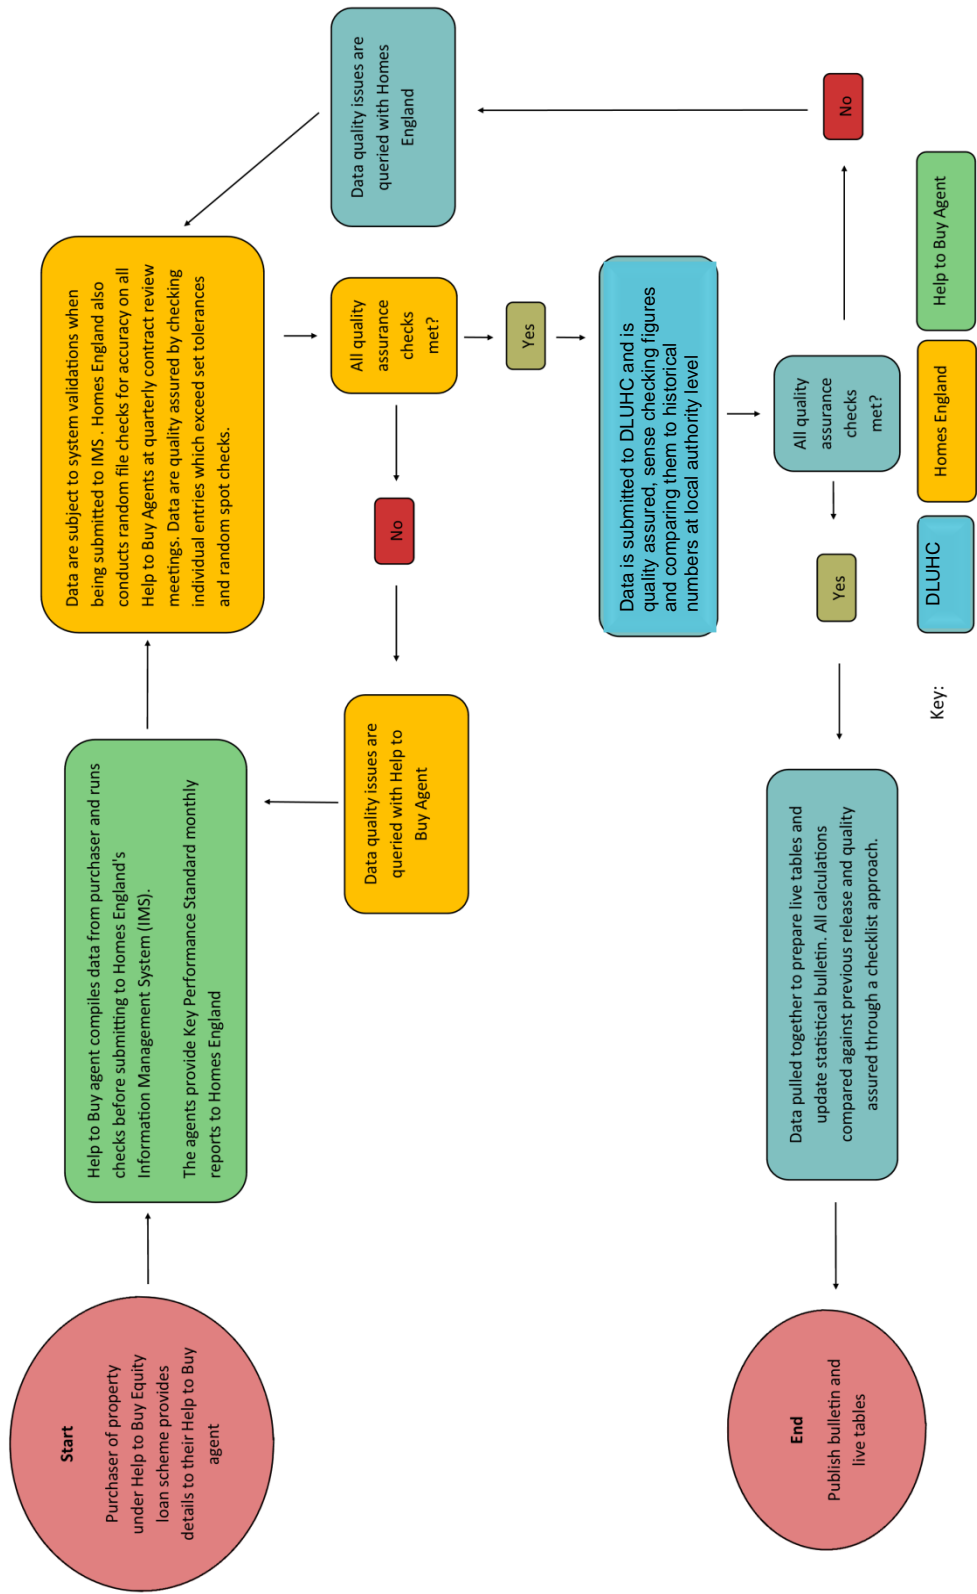 Start
Purchaser of property
under Help to Buy Equity
loan scheme provides
details to their Help to Buy
agent
Help to Buy agent compiles data from purchaser and runs
checks before submitting to Homes England's
Information Management System (IMS).
The agents provide Key Performance Standard monthly
reports to Homes England
Data are subject to system validations when
being submitted to IMS . Homes England also
conducts random file checks for accuracy on all
Help to Buy Agents at quarterly contract review
meetings. Data are quality assured by checking
individual entries which exceed set tolerances
and random spot checks.
All quality
assurance
checks
met?
No
Data quality issues are
queried with Help to
Buy Agent
Yes
Data is submitted to DLUHC and is
quality assured, sense checking figures
and comparing them to historical
numbers at local authority level
All quality
assurance
checks
met?
No
Data quality issues are
queried with Homes
England
Yes
Data pulled together to prepare live tables and
update statistical bulletin. All calculations
compared against previous release and quality
assured through a checklist approach.
End
Publish bulletin and
live tables
Key:
DLUHC
Homes England
Help to Buy Agent